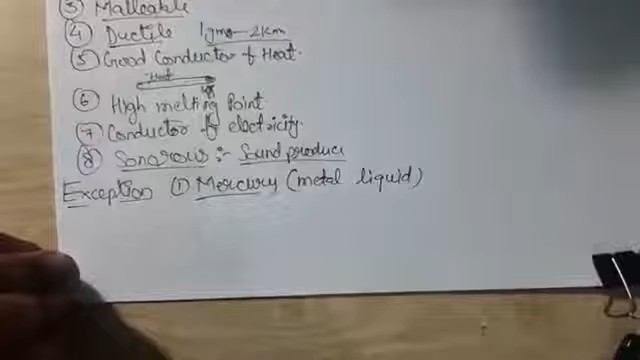 ③ Malleable
④ Ductile 1gm - 2km
⑤ Good Conductor of Heat.
Heat
⑥ High melting Point
⑦ Conductor of electricity.
⑧ Sonorous :- Sound produce
Exception ① Mercury (metal liquid)